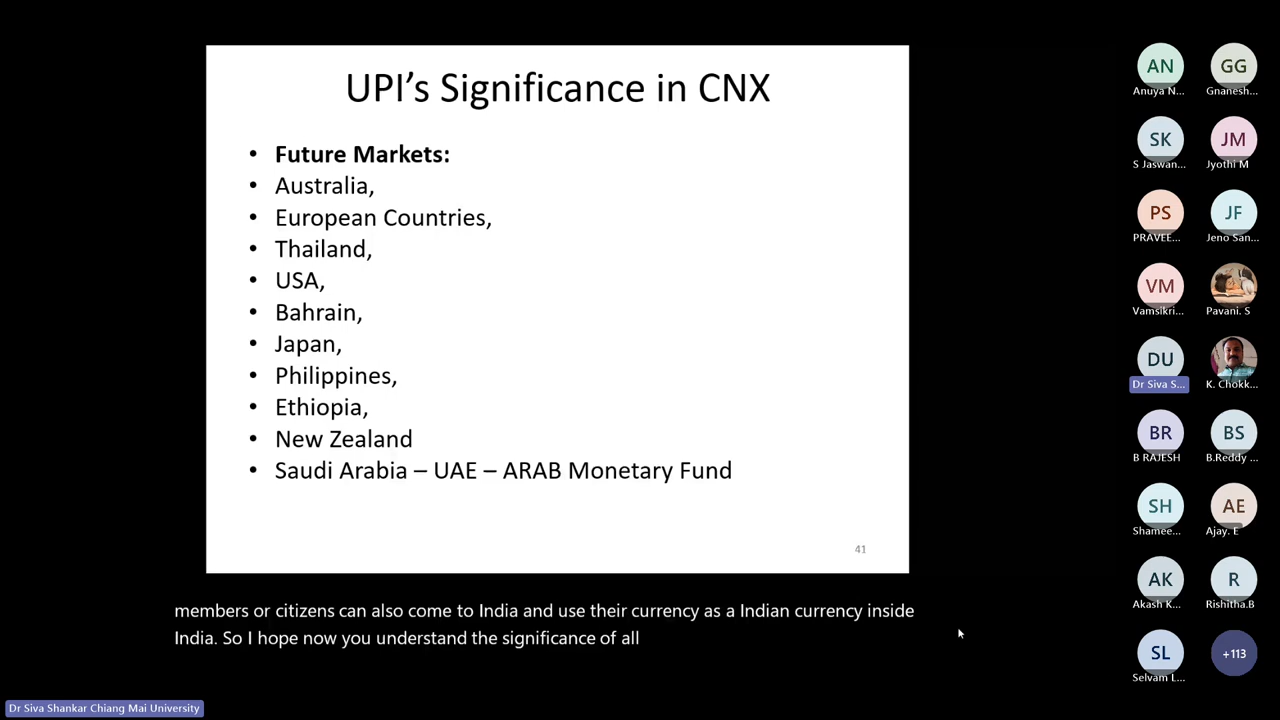 UPI's Significance in CNX
• Future Markets:
• Australia,
• European Countries,
• Thailand,
• USA,
• Bahrain,
• Japan,
• Philippines,
• Ethiopia,
• New Zealand
• Saudi Arabia – UAE – ARAB Monetary Fund
41
members or citizens can also come to India and use their currency as a Indian currency inside
India. So I hope now you understand the significance of all
Dr Siva Shankar Chiang Mai University
AN
Anuya N...
GG
Gnanesh...
SK
S Jaswan...
JM
Jyothi M
PS
PRAVEE...
JF
Jeno San...
VM
Vamsikri...
Pavani. S
DU
Dr Siva S...
K. Chokk...
BR
B RAJESH
BS
B.Reddy ...
SH
Shamee...
AE
Ajay. E
AK
Akash K...
R
Rishitha.B
SL
Selvam L...
+113